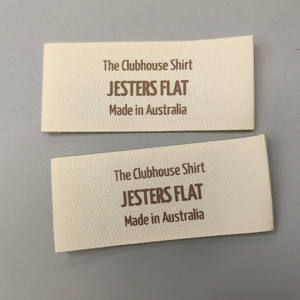 The Clubhouse Shirt
JESTERS FLAT
Made in Australia
The Clubhouse Shirt
JESTERS FLAT
Made in Australia